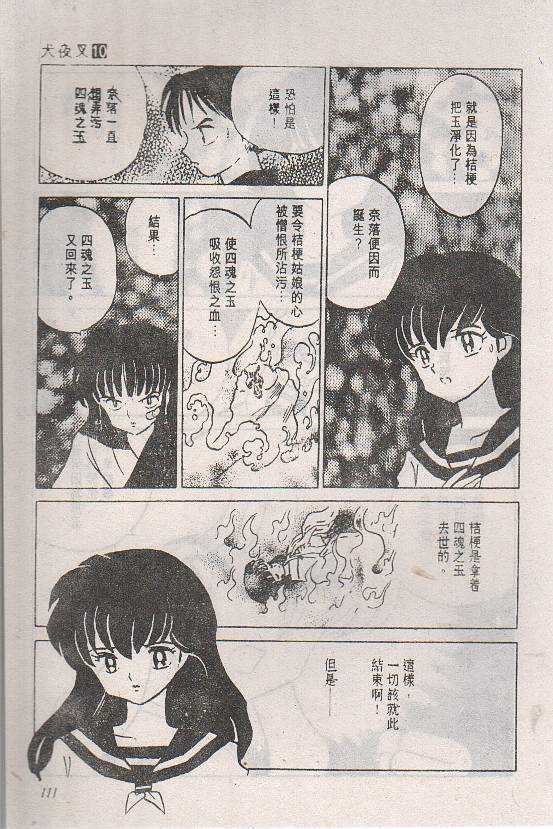 犬夜叉10
就是因為桔梗
把玉淨化了…
奈落便因而
誕生？
恐怕是
這樣！
奈落一直
想弄污
四魂之玉
要令桔梗姑娘的心
被憎恨所沾污…
使四魂之玉
吸收怨恨之血…
結果…
四魂之玉
又回來了。
桔梗是拿着
四魂之玉
去世的。
這樣，
一切該就此
結束啊！
但是──
111